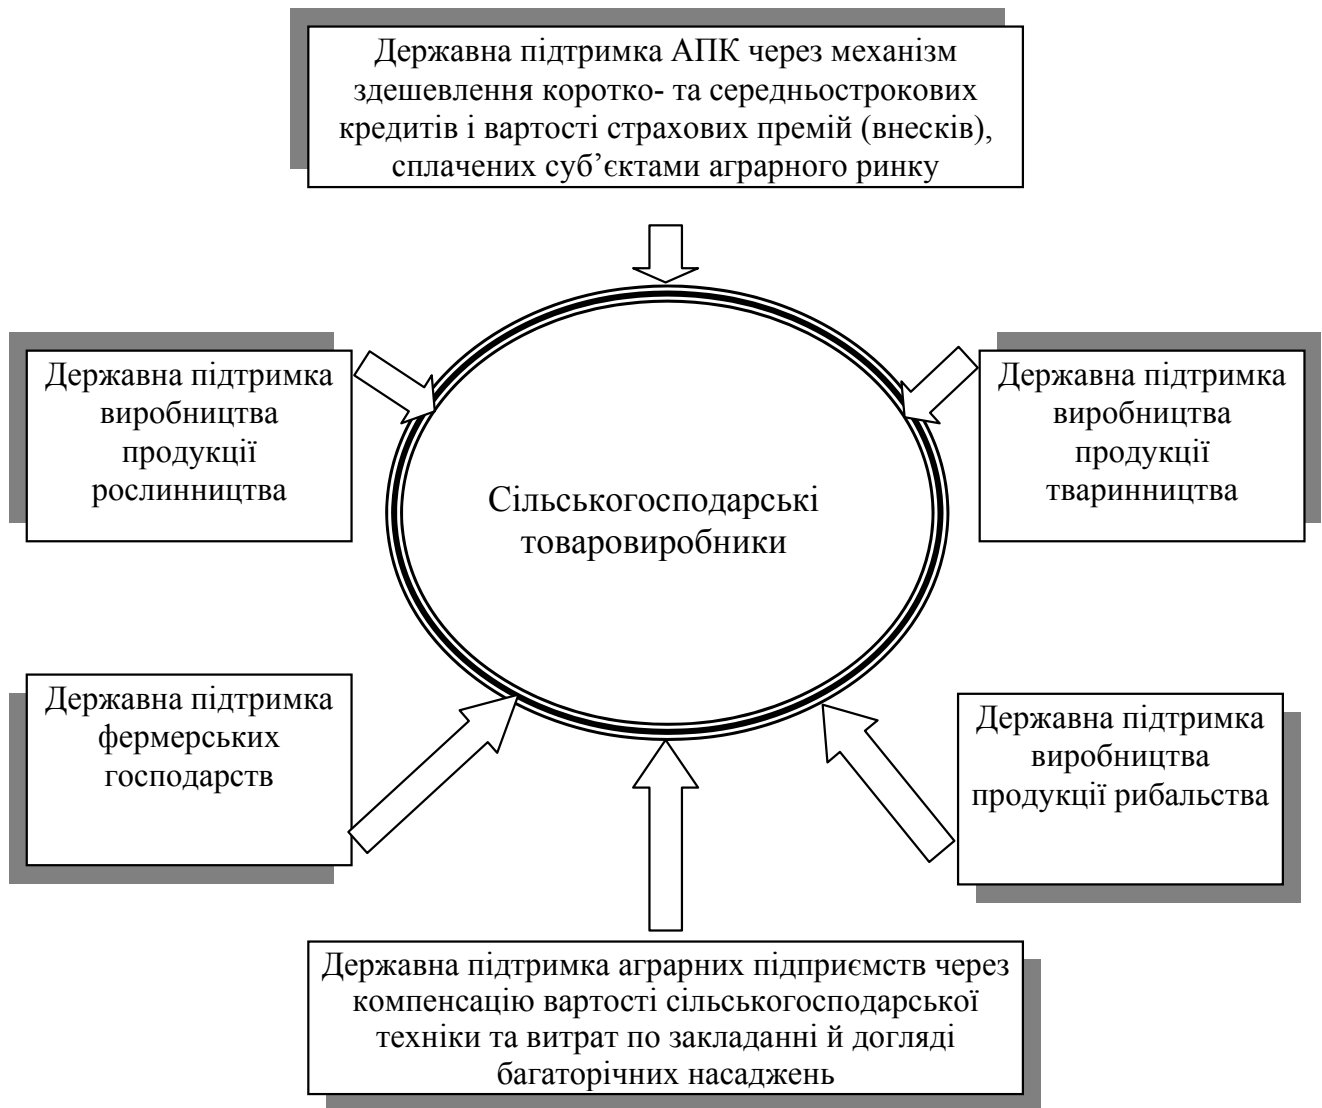 Державна підтримка АПК через механізм
здешевлення коротко- та середньострокових
кредитів і вартості страхових премій (внесків),
сплачених суб’єктами аграрного ринку
Державна підтримка
виробництва
продукції
рослинництва
Державна підтримка
виробництва
продукції
тваринництва
Сільськогосподарські
товаровиробники
Державна підтримка
фермерських
господарств
Державна підтримка
виробництва
продукції рибальства
Державна підтримка аграрних підприємств через
компенсацію вартості сільськогосподарської
техніки та витрат по закладанні й догляді
багаторічних насаджень